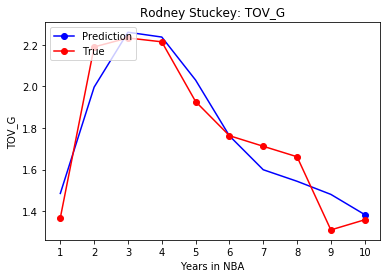 Rodney Stuckey: TOV_G
Prediction
True
2.2
2.0
1.8
1.6
1.4
TOV_G
1 2 3 4 5 6 7 8 9 10
Years in NBA